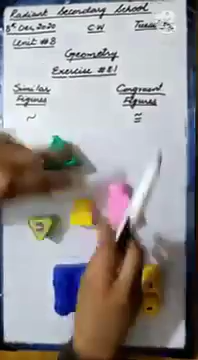 Radiant Secondary School
8th Dec, 2020 CW
Unit #8
Geometry
Exercise #8.1
Similar Figures
~
Congruent Figures
≅